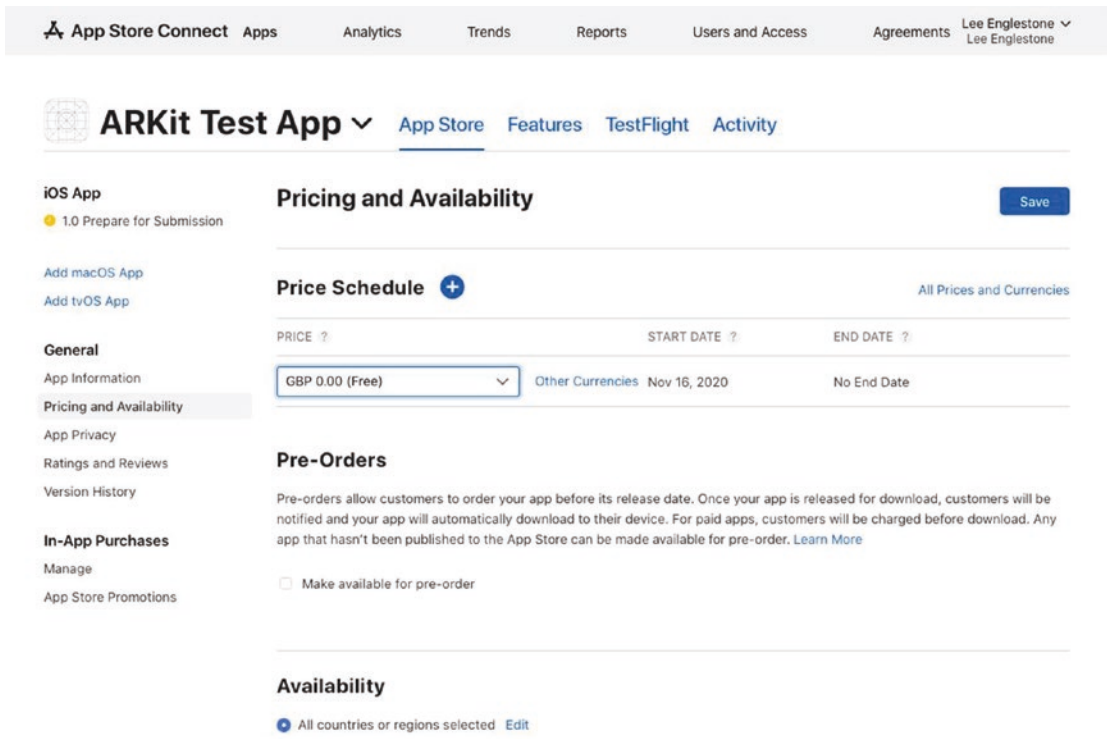 App Store Connect Apps Analytics Trends Reports Users and Access Agreements Lee Englestone
Lee Englestone
ARKit Test App App Store Features TestFlight Activity
iOS App
1.0 Prepare for Submission
Add macOS App
Add tvOS App
General
App Information
Pricing and Availability
App Privacy
Ratings and Reviews
Version History
In-App Purchases
Manage
App Store Promotions
Pricing and Availability
Save
Price Schedule
All Prices and Currencies
PRICE ? START DATE ? END DATE ?
GBP 0.00 (Free) Other Currencies Nov 16, 2020 No End Date
Pre-Orders
Pre-orders allow customers to order your app before its release date. Once your app is released for download, customers will be
notified and your app will automatically download to their device. For paid apps, customers will be charged before download. Any
app that hasn't been published to the App Store can be made available for pre-order. Learn More
Make available for pre-order
Availability
All countries or regions selected Edit